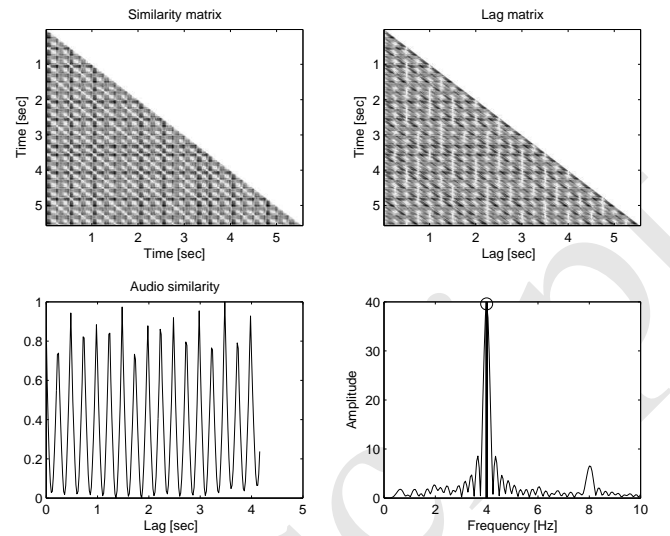 Similarity matrix
1
2
3
4
5
Time [sec]
1 2 3 4 5
Time [sec]
Lag matrix
1
2
3
4
5
Time [sec]
1 2 3 4 5
Lag [sec]
Audio similarity
1
0.8
0.6
0.4
0.2
0
0 1 2 3 4 5
Lag [sec]
40
30
20
10
0
Amplitude
0 2 4 6 8 10
Frequency [Hz]